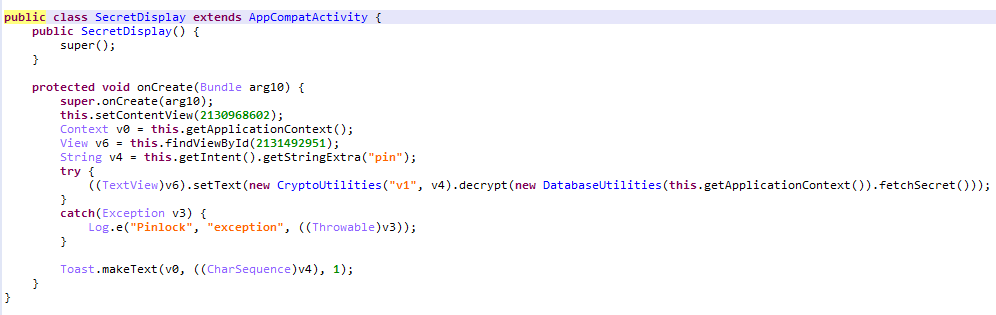 public class SecretDisplay extends AppCompatActivity {
    public SecretDisplay() {
        super();
    }

    protected void onCreate(Bundle arg10) {
        super.onCreate(arg10);
        this.setContentView(2130968602);
        Context v0 = this.getApplicationContext();
        View v6 = this.findViewById(2131492951);
        String v4 = this.getIntent().getStringExtra("pin");
        try {
            ((TextView)v6).setText(new CryptoUtilities("v1", v4).decrypt(new DatabaseUtilities(this.getApplicationContext()).fetchSecret()));
        }
        catch(Exception v3) {
            Log.e("Pinlock", "exception", ((Throwable)v3));
        }

        Toast.makeText(v0, ((CharSequence)v4), 1);
    }
}